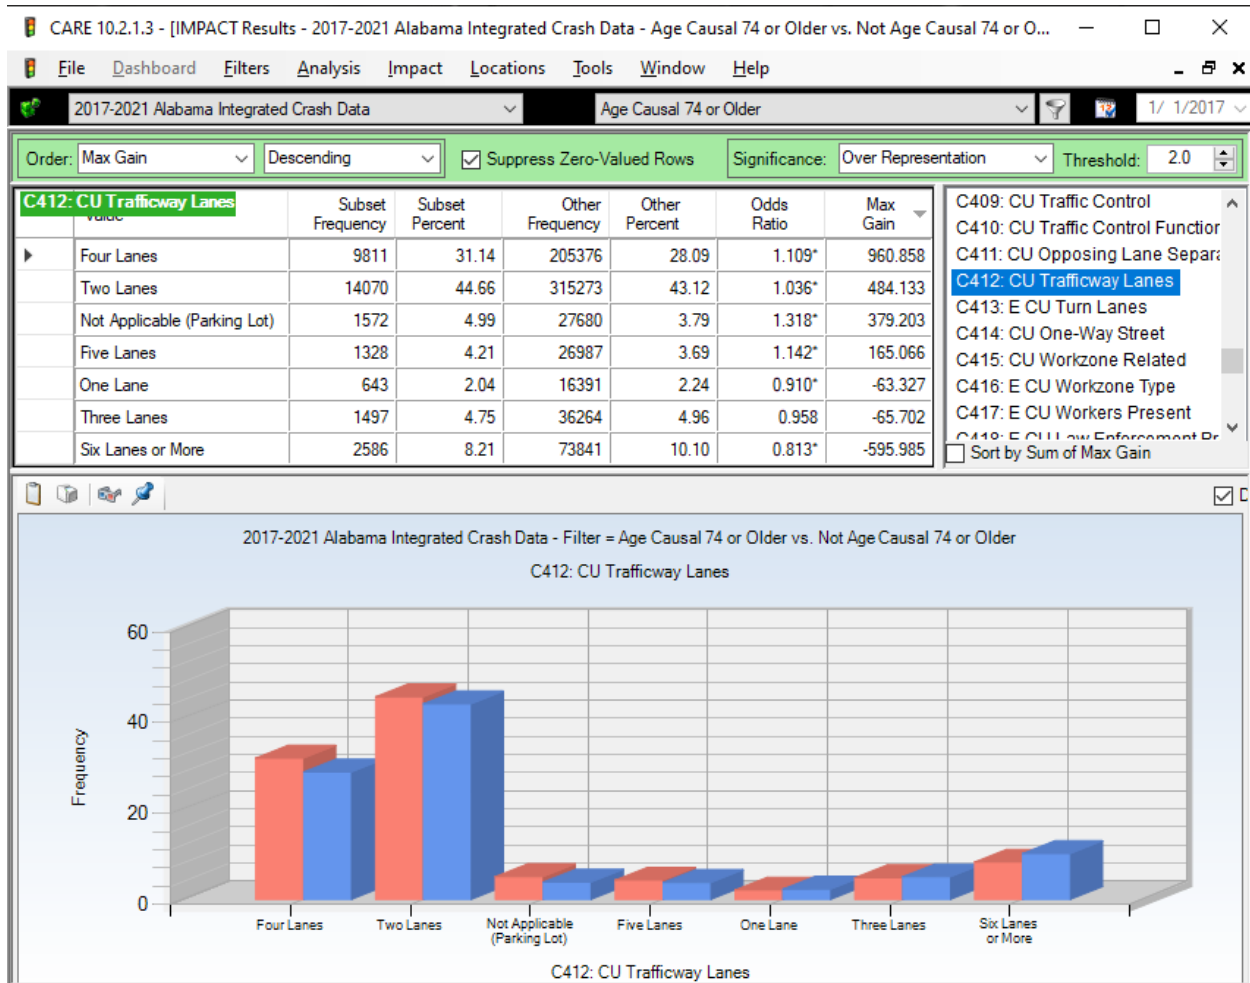 CARE 10.2.1.3 - [IMPACT Results - 2017-2021 Alabama Integrated Crash Data - Age Causal 74 or Older vs. Not Age Causal 74 or O...
File Dashboard Filters Analysis Impact Locations Tools Window Help
2017-2021 Alabama Integrated Crash Data Age Causal 74 or Older 1/ 1/2017
Order: Max Gain Descending Suppress Zero-Valued Rows Significance: Over Representation Threshold: 2.0
C412: CU Trafficway Lanes
Value Subset Frequency Subset Percent Other Frequency Other Percent Odds Ratio Max Gain
Four Lanes 9811 31.14 205376 28.09 1.109* 960.858
Two Lanes 14070 44.66 315273 43.12 1.036* 484.133
Not Applicable (Parking Lot) 1572 4.99 27680 3.79 1.318* 379.203
Five Lanes 1328 4.21 26987 3.69 1.142* 165.066
One Lane 643 2.04 16391 2.24 0.910* -63.327
Three Lanes 1497 4.75 36264 4.96 0.958 -65.702
Six Lanes or More 2586 8.21 73841 10.10 0.813* -595.985
C409: CU Traffic Control
C410: CU Traffic Control Function
C411: CU Opposing Lane Separa
C412: CU Trafficway Lanes
C413: E CU Turn Lanes
C414: CU One-Way Street
C415: CU Workzone Related
C416: E CU Workzone Type
C417: E CU Workers Present
C418: E CU Law Enforcement Pr
Sort by Sum of Max Gain
2017-2021 Alabama Integrated Crash Data - Filter = Age Causal 74 or Older vs. Not Age Causal 74 or Older
C412: CU Trafficway Lanes
60
40
20
0
Frequency
Four Lanes Two Lanes Not Applicable (Parking Lot) Five Lanes One Lane Three Lanes Six Lanes or More
C412: CU Trafficway Lanes